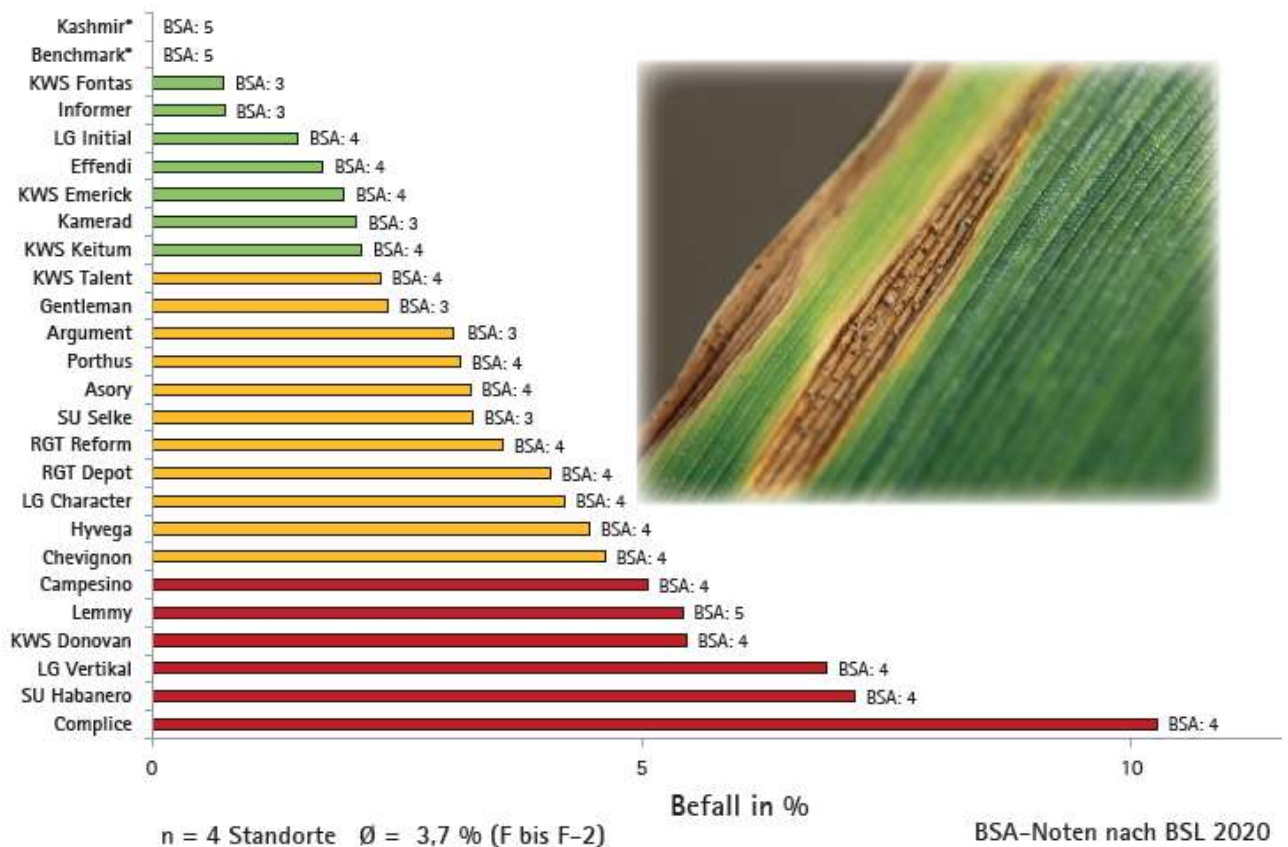 Kashmir* BSA: 5
Benchmark* BSA: 5
KWS Fontas BSA: 3
Informer BSA: 3
LG Initial BSA: 4
Effendi BSA: 4
KWS Emerick BSA: 4
Kamerad BSA: 3
KWS Keitum BSA: 4
KWS Talent BSA: 4
Gentleman BSA: 3
Argument BSA: 3
Porthus BSA: 4
Asory BSA: 4
SU Selke BSA: 3
RGT Reform BSA: 4
RGT Depot BSA: 4
LG Character BSA: 4
Hyvega BSA: 4
Chevignon BSA: 4
Campesino BSA: 4
Lemmy BSA: 5
KWS Donovan BSA: 4
LG Vertikal BSA: 4
SU Habanero BSA: 4
Complice BSA: 4
0 5 10
Befall in %
n = 4 Standorte Ø = 3,7 % (F bis F-2) BSA-Noten nach BSL 2020